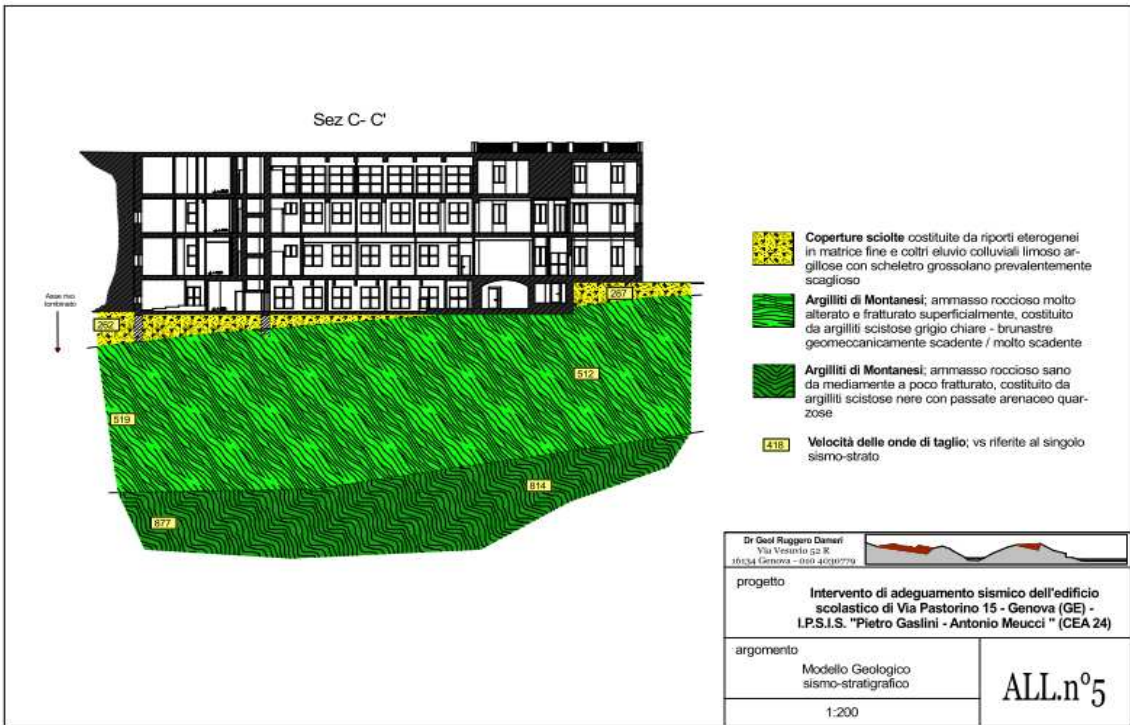 Sez C- C'
Asse rivo
tombinato
262
267
512
519
814
877
Coperture sciolte costituite da riporti eterogenei
in matrice fine e coltri eluvio colluviali limoso ar-
gillose con scheletro grossolano prevalentemente
scaglioso
Argilliti di Montanesi; ammasso roccioso molto
alterato e fratturato superficialmente, costituito
da argilliti scistose grigio chiare - brunastre
geomeccanicamente scadente / molto scadente
Argilliti di Montanesi; ammasso roccioso sano
da mediamente a poco fratturato, costituito da
argilliti scistose nere con passate arenaceo quar-
zose
418
Velocità delle onde di taglio; vs riferite al singolo
sismo-strato
Dr Geol Ruggero Dameri
Via Vesuvio 52 R
16134 Genova - 010 4030779
progetto
Intervento di adeguamento sismico dell'edificio
scolastico di Via Pastorino 15 - Genova (GE) -
I.P.S.I.S. "Pietro Gaslini - Antonio Meucci " (CEA 24)
argomento
Modello Geologico
sismo-stratigrafico
1:200
ALL.n°5